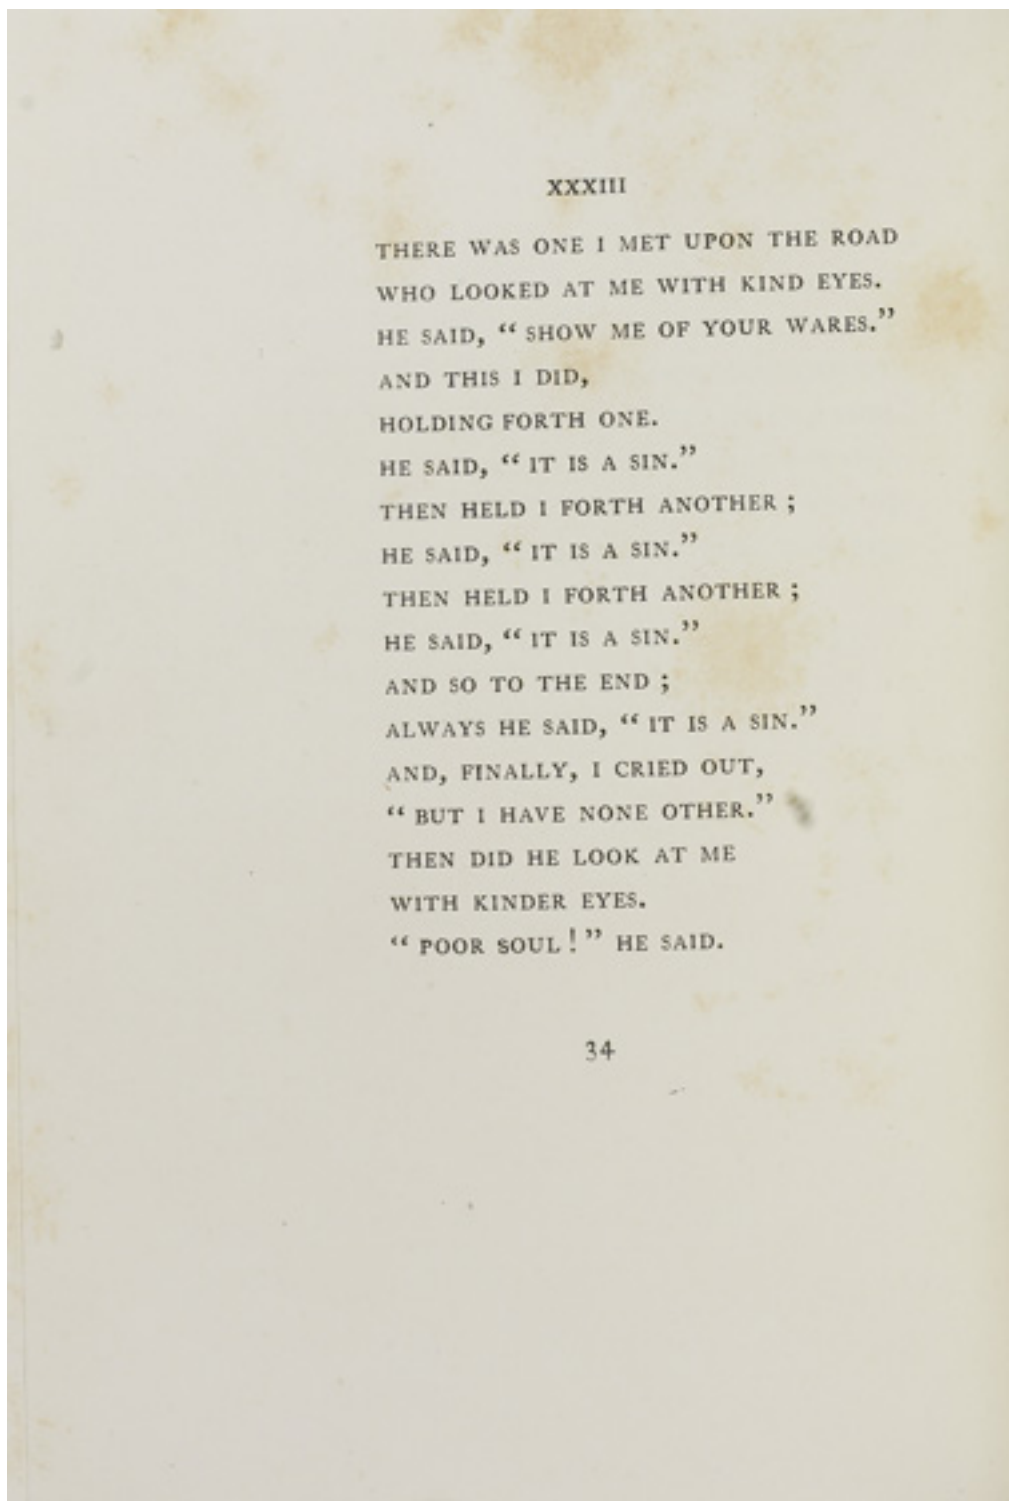 XXXIII
THERE WAS ONE I MET UPON THE ROAD
WHO LOOKED AT ME WITH KIND EYES.
HE SAID, “ SHOW ME OF YOUR WARES.”
AND THIS I DID,
HOLDING FORTH ONE.
HE SAID, “ IT IS A SIN.”
THEN HELD I FORTH ANOTHER ;
HE SAID, “ IT IS A SIN.”
THEN HELD I FORTH ANOTHER ;
HE SAID, “ IT IS A SIN.”
AND SO TO THE END ;
ALWAYS HE SAID, “ IT IS A SIN.”
AND, FINALLY, I CRIED OUT,
“ BUT I HAVE NONE OTHER.”
THEN DID HE LOOK AT ME
WITH KINDER EYES.
“ POOR SOUL ! ” HE SAID.
34